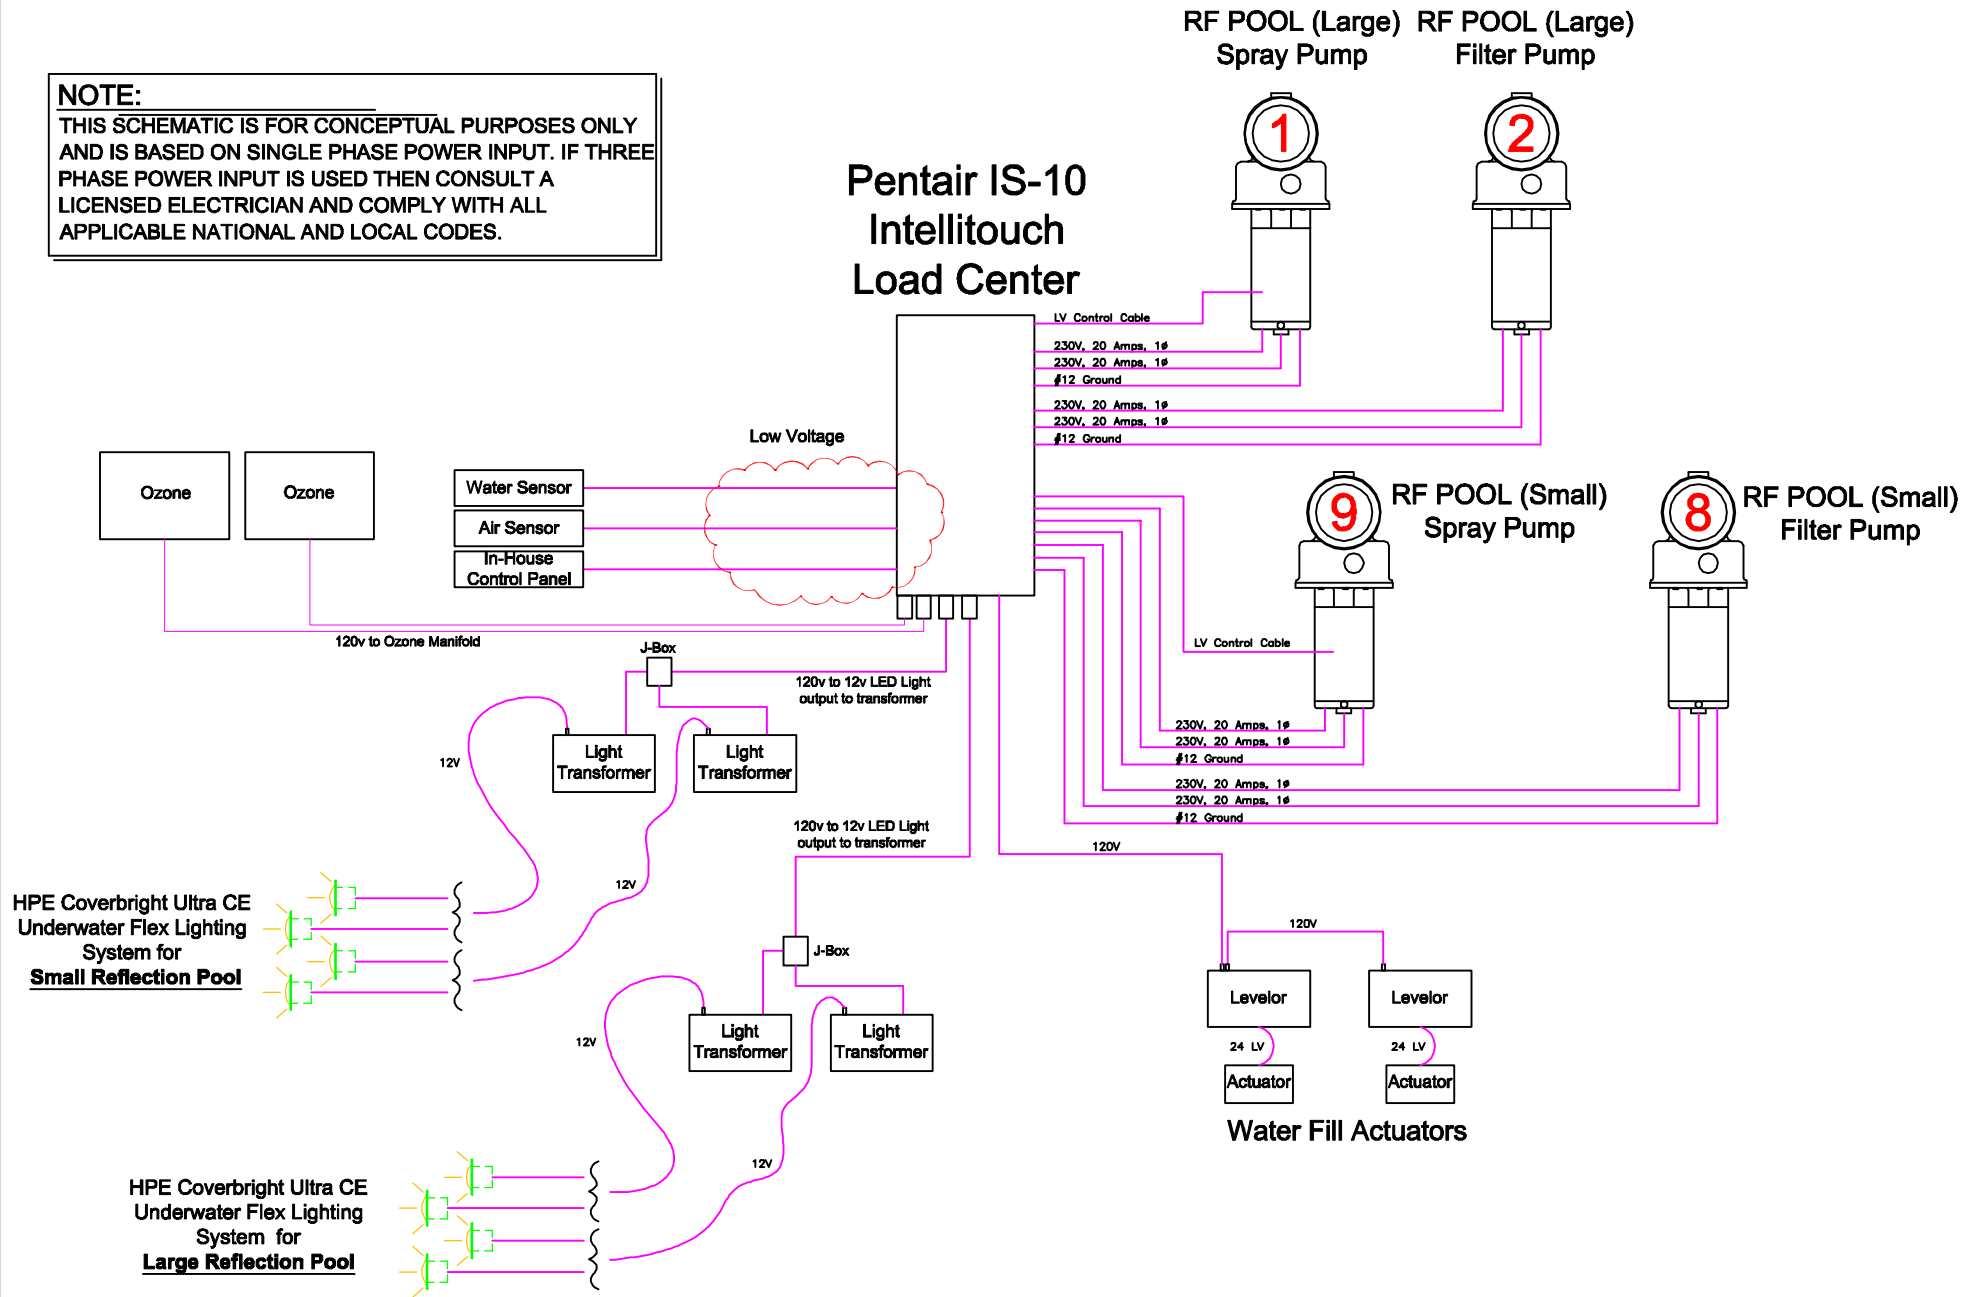 RF POOL (Large)
Spray Pump
RF POOL (Large)
Filter Pump
1
2
NOTE:
THIS SCHEMATIC IS FOR CONCEPTUAL PURPOSES ONLY
AND IS BASED ON SINGLE PHASE POWER INPUT. IF THREE
PHASE POWER INPUT IS USED THEN CONSULT A
LICENSED ELECTRICIAN AND COMPLY WITH ALL
APPLICABLE NATIONAL AND LOCAL CODES.
Pentair IS-10
Intellitouch
Load Center
LV Control Cable
230V, 20 Amps, 1ø
230V, 20 Amps, 1ø
#12 Ground
230V, 20 Amps, 1ø
230V, 20 Amps, 1ø
#12 Ground
Low Voltage
Ozone
Ozone
Water Sensor
Air Sensor
In-House
Control Panel
9
RF POOL (Small)
Spray Pump
8
RF POOL (Small)
Filter Pump
120v to Ozone Manifold
J-Box
120v to 12v LED Light
output to transformer
LV Control Cable
230V, 20 Amps, 1ø
230V, 20 Amps, 1ø
#12 Ground
230V, 20 Amps, 1ø
230V, 20 Amps, 1ø
#12 Ground
Light
Transformer
Light
Transformer
12V
12V
120v to 12v LED Light
output to transformer
120V
HPE Coverbright Ultra CE
Underwater Flex Lighting
System for
Small Reflection Pool
J-Box
120V
Levelor
Levelor
24 LV
24 LV
Actuator
Actuator
Water Fill Actuators
Light
Transformer
Light
Transformer
12V
12V
HPE Coverbright Ultra CE
Underwater Flex Lighting
System for
Large Reflection Pool